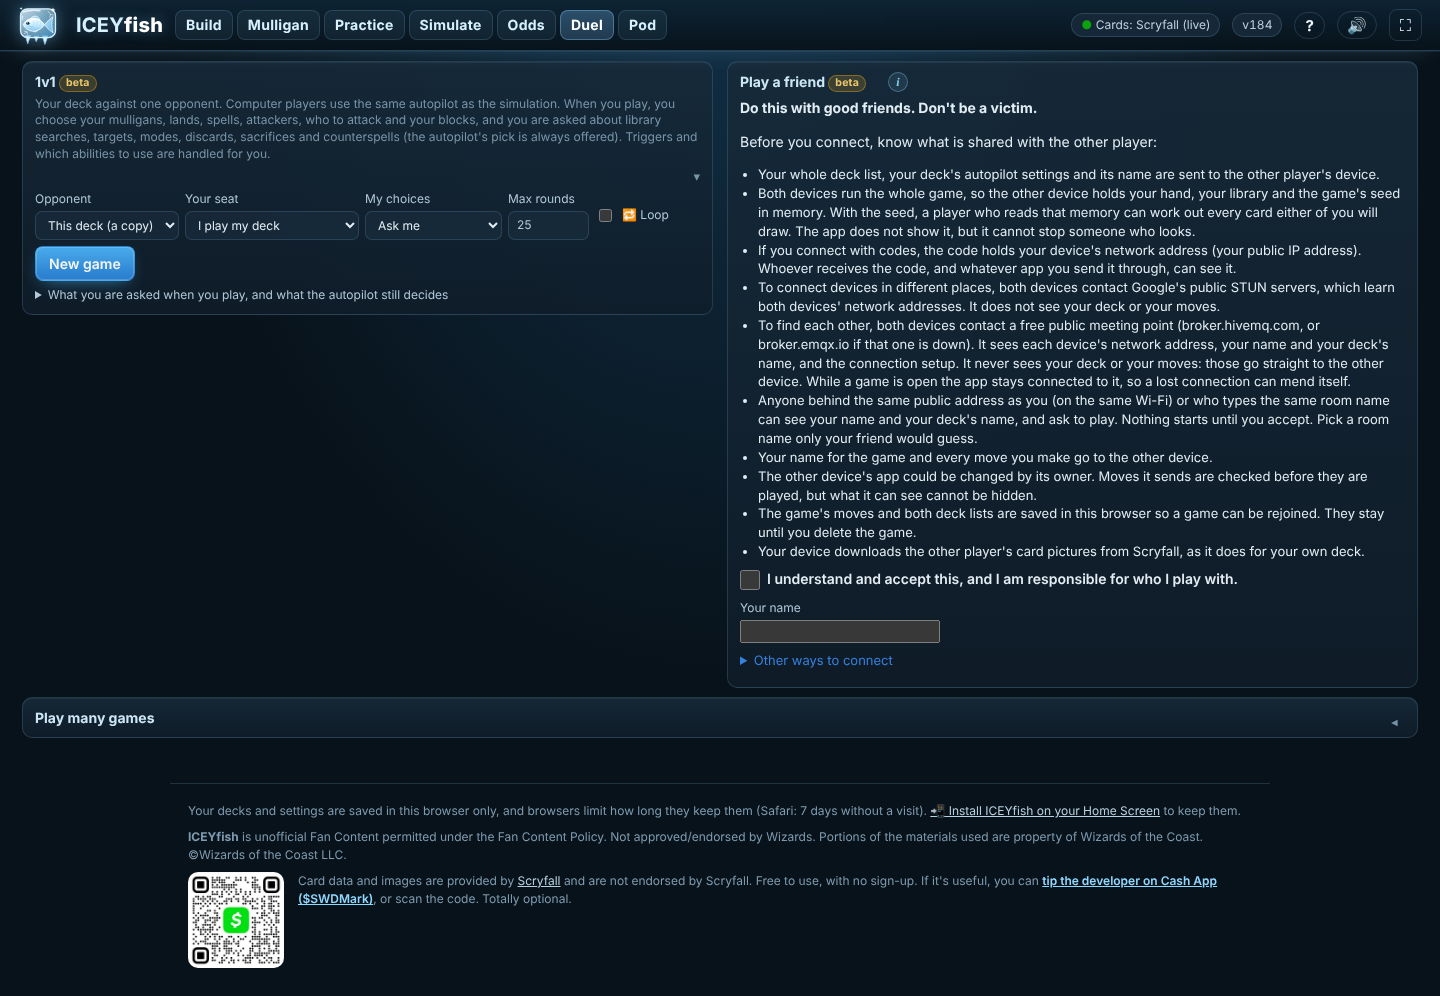 ICEYfish
Build
Mulligan
Practice
Simulate
Odds
Duel
Pod
Cards: Scryfall (live)
v184
?
1v1 beta
Your deck against one opponent. Computer players use the same autopilot as the simulation. When you play, you
choose your mulligans, lands, spells, attackers, who to attack and your blocks, and you are asked about library
searches, targets, modes, discards, sacrifices and counterspells (the autopilot's pick is always offered). Triggers and
which abilities to use are handled for you.
Opponent
Your seat
My choices
Max rounds
This deck (a copy)
I play my deck
Ask me
25
Loop
New game
What you are asked when you play, and what the autopilot still decides
Play a friend beta i
Do this with good friends. Don't be a victim.
Before you connect, know what is shared with the other player:
• Your whole deck list, your deck's autopilot settings and its name are sent to the other player's device.
• Both devices run the whole game, so the other device holds your hand, your library and the game's seed
in memory. With the seed, a player who reads that memory can work out every card either of you will
draw. The app does not show it, but it cannot stop someone who looks.
• If you connect with codes, the code holds your device's network address (your public IP address).
Whoever receives the code, and whatever app you send it through, can see it.
• To connect devices in different places, both devices contact Google's public STUN servers, which learn
both devices' network addresses. It does not see your deck or your moves.
• To find each other, both devices contact a free public meeting point (broker.hivemq.com, or
broker.emqx.io if that one is down). It sees each device's network address, your name and your deck's
name, and the connection setup. It never sees your deck or your moves: those go straight to the other
device. While a game is open the app stays connected to it, so a lost connection can mend itself.
• Anyone behind the same public address as you (on the same Wi-Fi) or who types the same room name
can see your name and your deck's name, and ask to play. Nothing starts until you accept. Pick a room
name only your friend would guess.
• Your name for the game and every move you make go to the other device.
• The other device's app could be changed by its owner. Moves it sends are checked before they are
played, but what it can see cannot be hidden.
• The game's moves and both deck lists are saved in this browser so a game can be rejoined. They stay
until you delete the game.
• Your device downloads the other player's card pictures from Scryfall, as it does for your own deck.
I understand and accept this, and I am responsible for who I play with.
Your name
Other ways to connect
Play many games
Your decks and settings are saved in this browser only, and browsers limit how long they keep them (Safari: 7 days without a visit). Install ICEYfish on your Home Screen to keep them.
ICEYfish is unofficial Fan Content permitted under the Fan Content Policy. Not approved/endorsed by Wizards. Portions of the materials used are property of Wizards of the Coast.
©Wizards of the Coast LLC.
Card data and images are provided by Scryfall and are not endorsed by Scryfall. Free to use, with no sign-up. If it's useful, you can tip the developer on Cash App
($SWDMark), or scan the code. Totally optional.